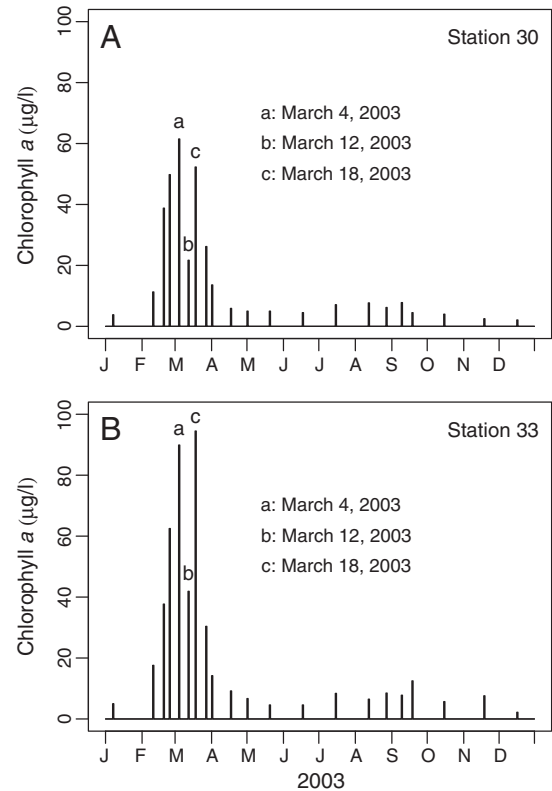 A
Station 30
Chlorophyll a (µg/l)
100
80
60
40
20
0
a
b
c
a: March 4, 2003
b: March 12, 2003
c: March 18, 2003
J F M A M J J A S O N D
B
Station 33
Chlorophyll a (µg/l)
100
80
60
40
20
0
a
b
c
a: March 4, 2003
b: March 12, 2003
c: March 18, 2003
J F M A M J J A S O N D
2003